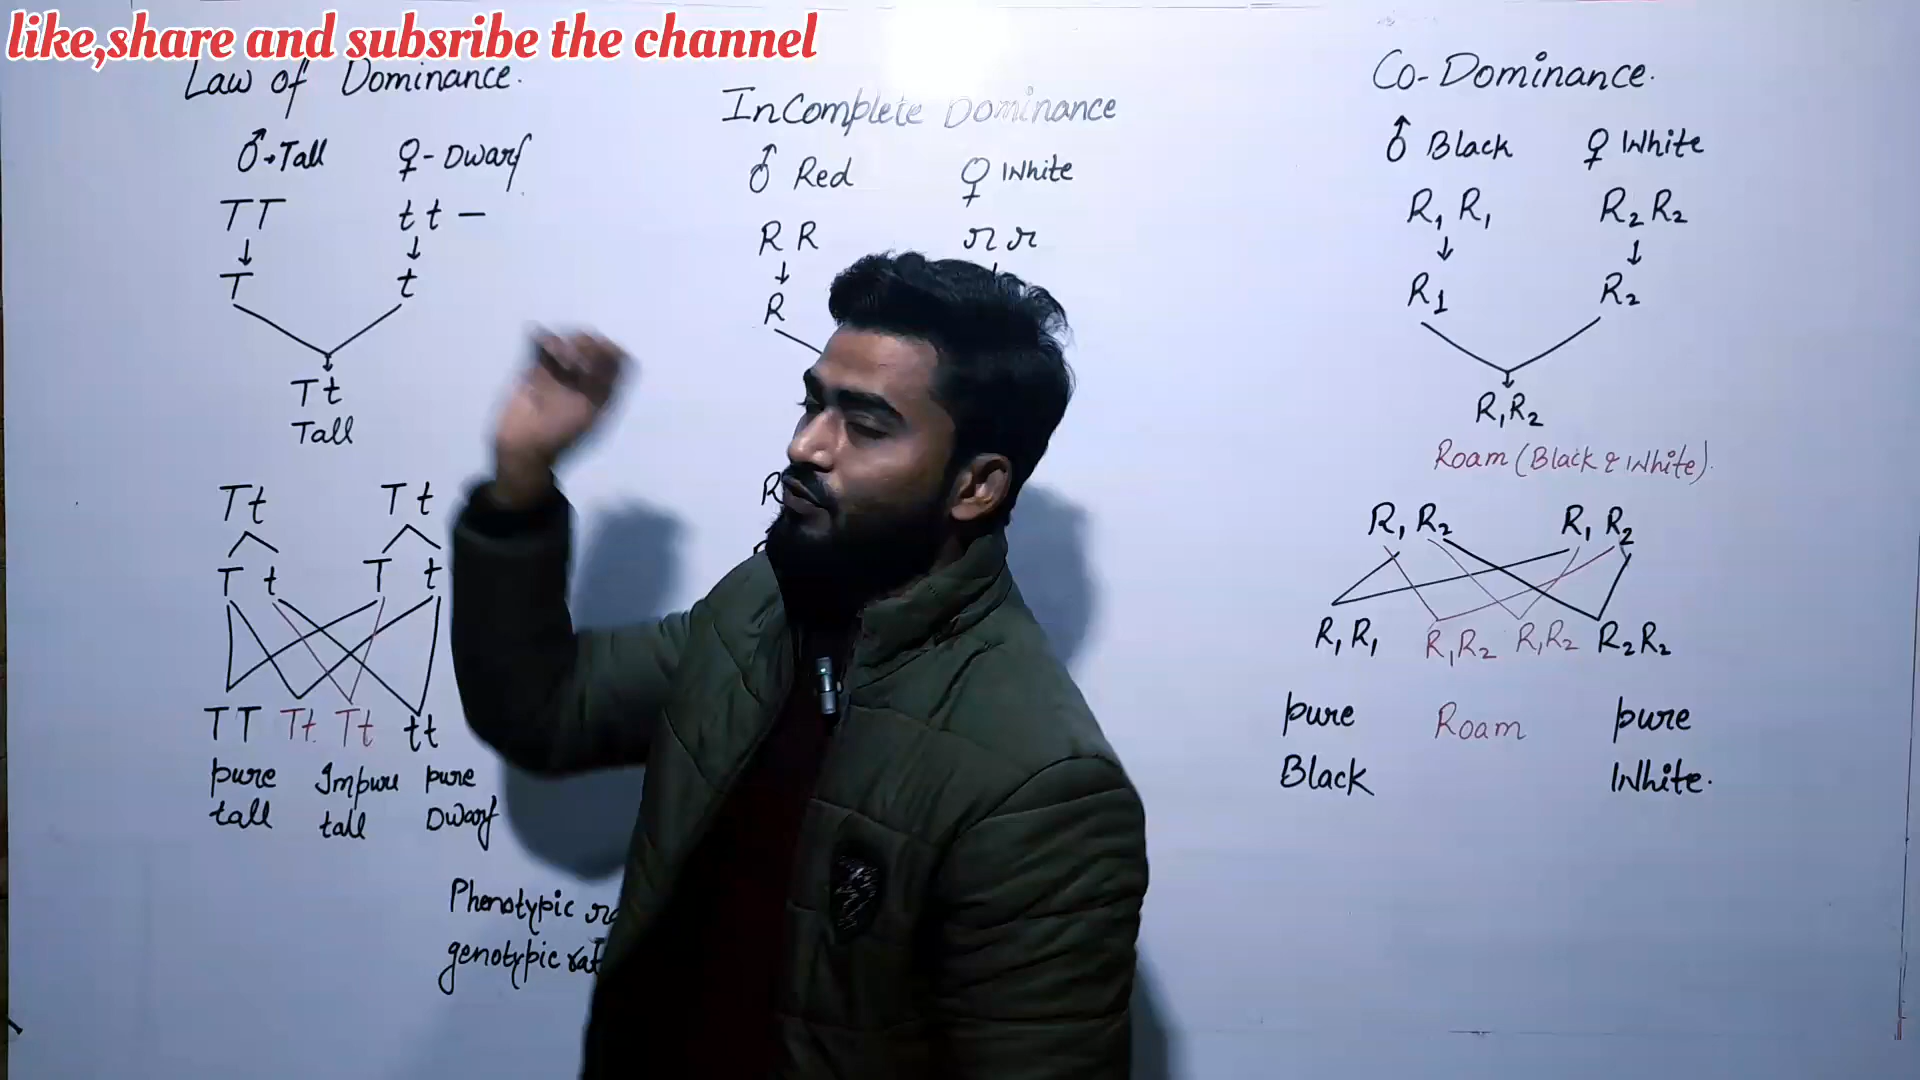 like,share and subsribe the channel
Law of Dominance.
♂→Tall ♀-Dwarf
TT tt —
↓ ↓
T t
Tt
Tall
Tt Tt
T t T t
TT Tt. Tt tt
pure Impure pure
tall tall Dwarf
Phenotypic
genotypic
InComplete Dominance
♂ Red ♀ White
R R r r
↓
R
R
Co-Dominance.
♂ Black ♀ White
R1 R1 R2 R2
↓ ↓
R1 R2
R1R2
Roam (Black & White).
R1 R2 R1 R2
R1 R1 R1R2 R1R2 R2R2
pure Roam pure
Black White.